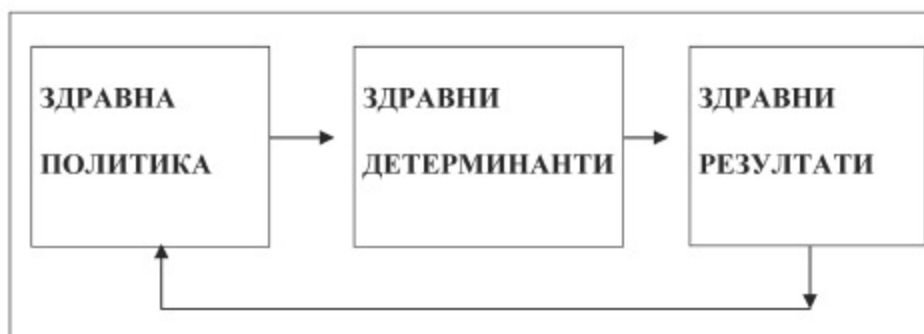 ЗДРАВНА
ПОЛИТИКА
ЗДРАВНИ
ДЕТЕРМИНАНТИ
ЗДРАВНИ
РЕЗУЛТАТИ